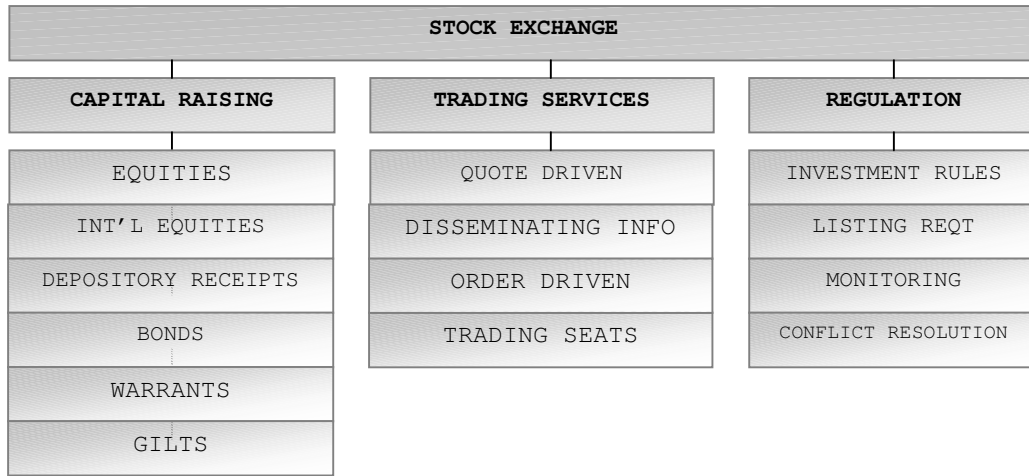 STOCK EXCHANGE
CAPITAL RAISING
EQUITIES
INT’L EQUITIES
DEPOSITORY RECEIPTS
BONDS
WARRANTS
GILTS
TRADING SERVICES
QUOTE DRIVEN
DISSEMINATING INFO
ORDER DRIVEN
TRADING SEATS
REGULATION
INVESTMENT RULES
LISTING REQT
MONITORING
CONFLICT RESOLUTION